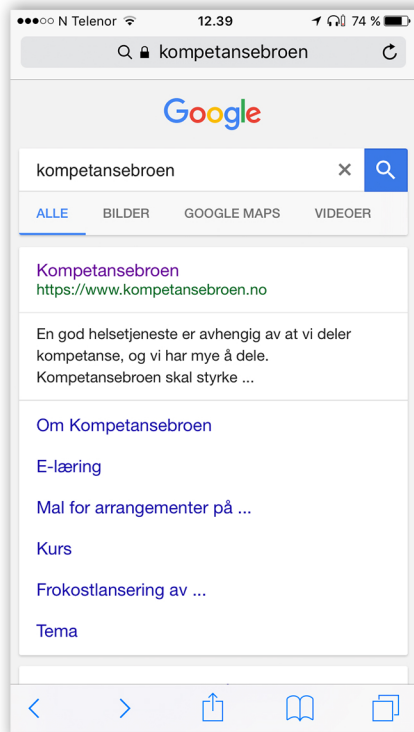 N Telenor 12.39 74 %
kompetansebroen
Google
kompetansebroen
ALLE BILDER GOOGLE MAPS VIDEOER
Kompetansebroen
https://www.kompetansebroen.no
En god helsetjeneste er avhengig av at vi deler
kompetanse, og vi har mye å dele.
Kompetansebroen skal styrke ...
Om Kompetansebroen
E-læring
Mal for arrangementer på ...
Kurs
Frokostlansering av ...
Tema